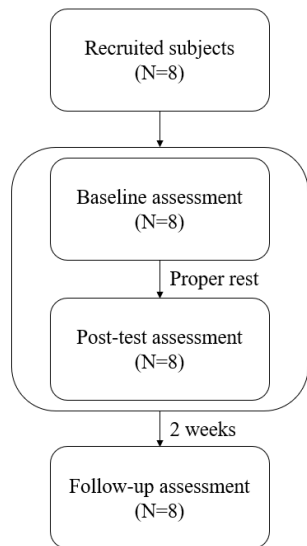 Recruited subjects
(N=8)
Baseline assessment
(N=8)
Proper rest
Post-test assessment
(N=8)
2 weeks
Follow-up assessment
(N=8)